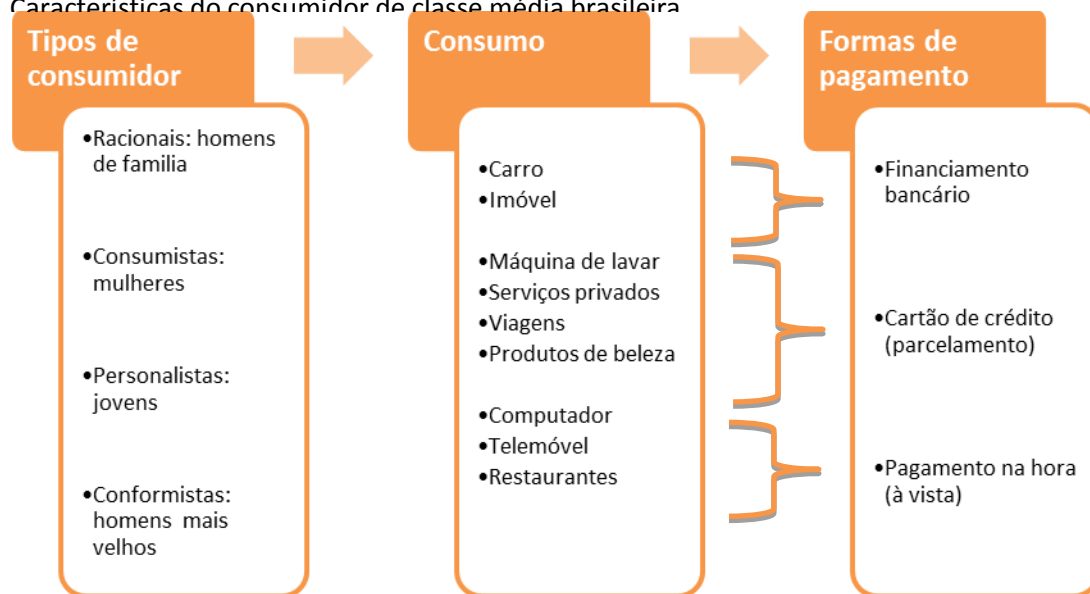 Características do consumidor de classe média brasileira
Tipos de
consumidor
•Racionais: homens
de familia
•Consumistas:
mulheres
•Personalistas:
jovens
•Conformistas:
homens mais
velhos
Consumo
•Carro
•Imóvel
•Máquina de lavar
•Serviços privados
•Viagens
•Produtos de beleza
•Computador
•Telemóvel
•Restaurantes
Formas de
pagamento
•Financiamento
bancário
•Cartão de crédito
(parcelamento)
•Pagamento na hora
(à vista)